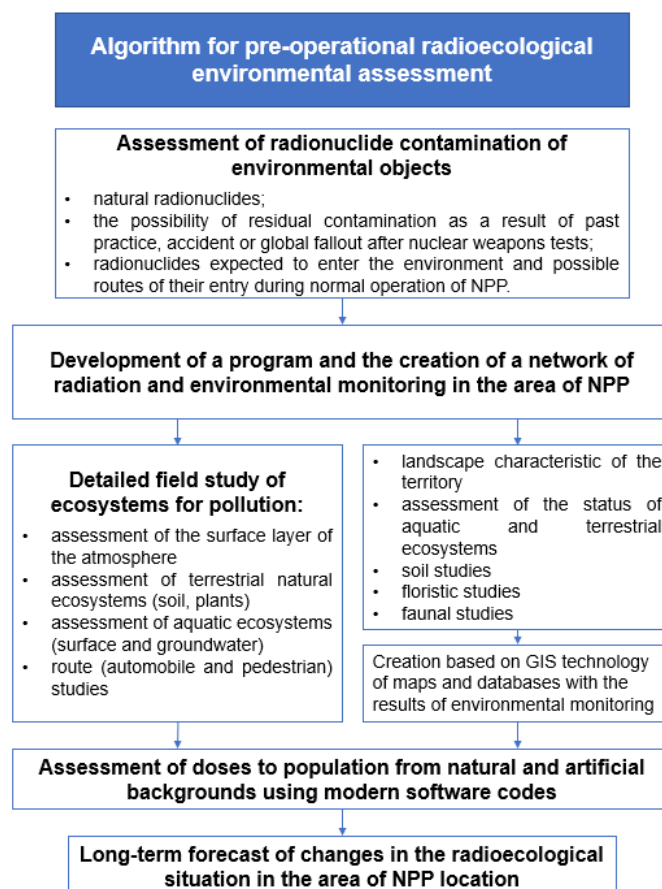 Algorithm for pre-operational radioecological
environmental assessment
Assessment of radionuclide contamination of
environmental objects
• natural radionuclides;
• the possibility of residual contamination as a result of past
practice, accident or global fallout after nuclear weapons tests;
• radionuclides expected to enter the environment and possible
routes of their entry during normal operation of NPP.
Development of a program and the creation of a network of
radiation and environmental monitoring in the area of NPP
Detailed field study of
ecosystems for pollution:
• assessment of the surface layer of
the atmosphere
• assessment of terrestrial natural
ecosystems (soil, plants)
• assessment of aquatic ecosystems
(surface and groundwater)
• route (automobile and pedestrian)
studies
• landscape characteristic of the
territory
• assessment of the status of
aquatic and terrestrial
ecosystems
• soil studies
• floristic studies
• faunal studies
Creation based on GIS technology
of maps and databases with the
results of environmental monitoring
Assessment of doses to population from natural and artificial
backgrounds using modern software codes
Long-term forecast of changes in the radioecological
situation in the area of NPP location